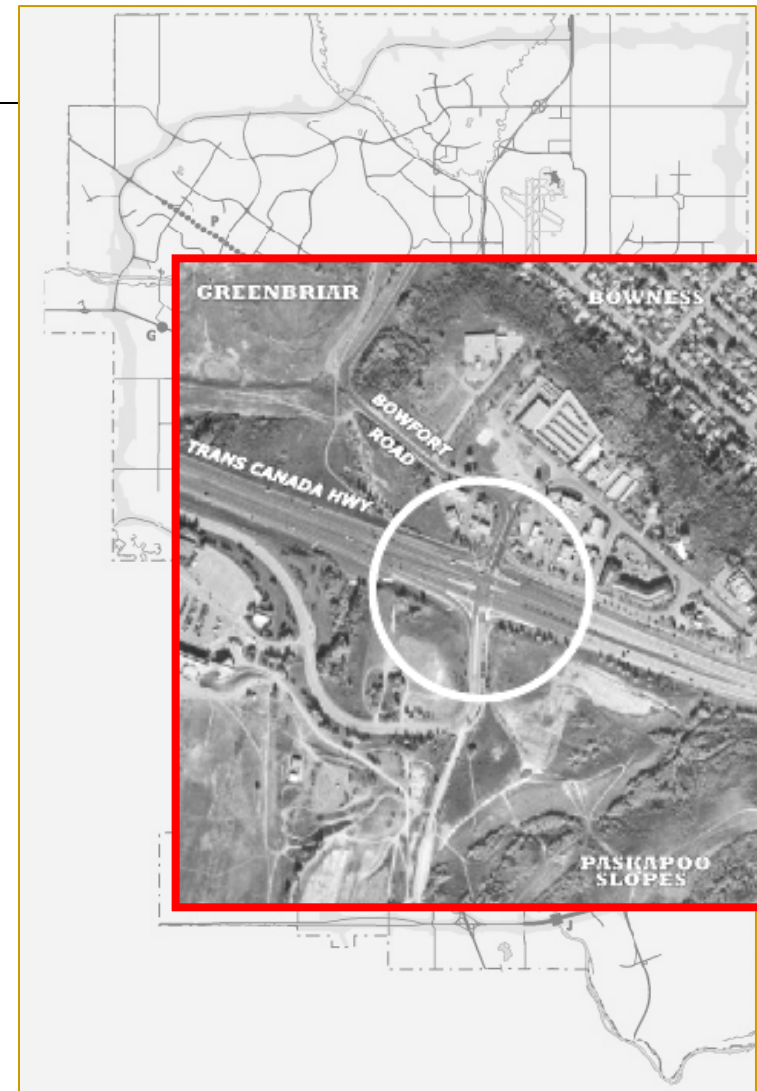 P
G
GREENBRIAR
BOWNESS
BOWFORT
ROAD
TRANS CANADA HWY
PASKAPOO
SLOPES
J